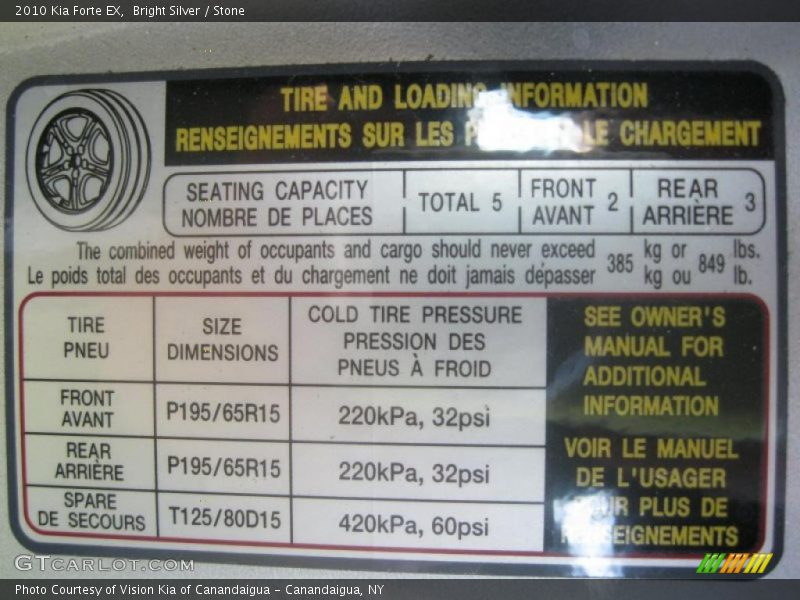 2010 Kia Forte EX,  Bright Silver / Stone
TIRE AND LOADING INFORMATION
RENSEIGNEMENTS SUR LES LE CHARGEMENT
SEATING CAPACITY
NOMBRE DE PLACES
TOTAL 5
FRONT
AVANT 2
REAR
ARRIÈRE 3
The combined weight of occupants and cargo should never exceed 385 kg or 849 lbs.
Le poids total des occupants et du chargement ne doit jamais dépasser kg ou lb.
TIRE
PNEU
SIZE
DIMENSIONS
COLD TIRE PRESSURE
PRESSION DES
PNEUS À FROID
FRONT
AVANT
P195/65R15
220kPa, 32psi
REAR
ARRIÈRE
P195/65R15
220kPa, 32psi
SPARE
DE SECOURS
T125/80D15
420kPa, 60psi
SEE OWNER'S
MANUAL FOR
ADDITIONAL
INFORMATION
VOIR LE MANUEL
DE L'USAGER
PLUS DE
RENSEIGNEMENTS
GTCARLOT.COM
Photo Courtesy of Vision Kia of Canandaigua - Canandaigua, NY